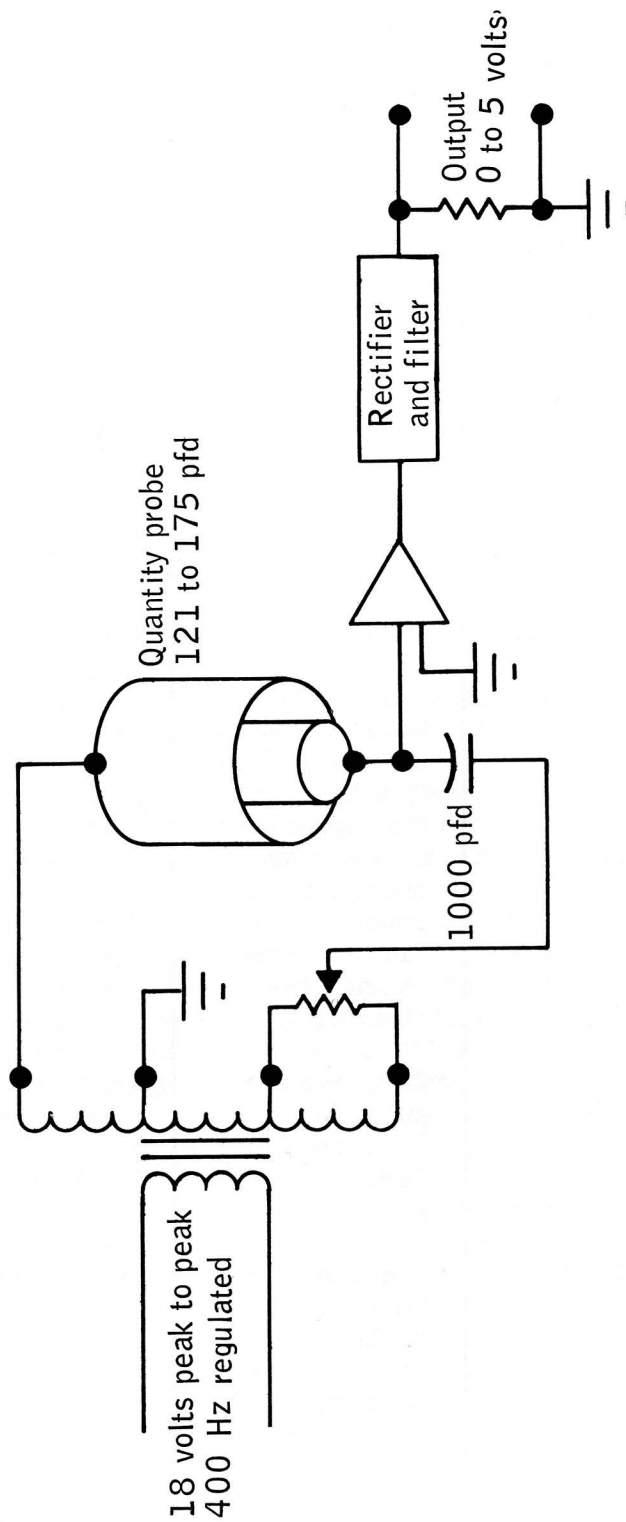 18 volts peak to peak
400 Hz regulated
Quantity probe
121 to 175 pfd
1000 pfd
Rectifier
and filter
Output
0 to 5 volts